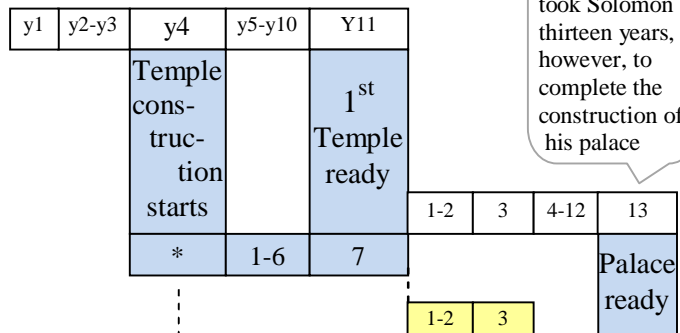 took Solomon
thirteen years,
however, to
complete the
construction of
his palace
y1 y2-y3 y4 y5-y10 Y11
Temple
cons-
truc-
tion
starts
1st
Temple
ready
1-2 3 4-12 13
* 1-6 7
Palace
ready
1-2 3